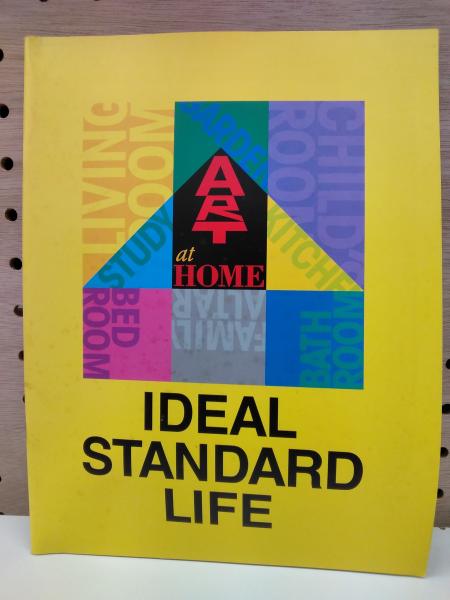 LIVING
ROOM
GARDEN
CHILD'S
ROOM
STUDY
KITCHEN
ART
at
HOME
BED
ROOM
FAMILY
ALTAR
BATH
ROOM
IDEAL
STANDARD
LIFE